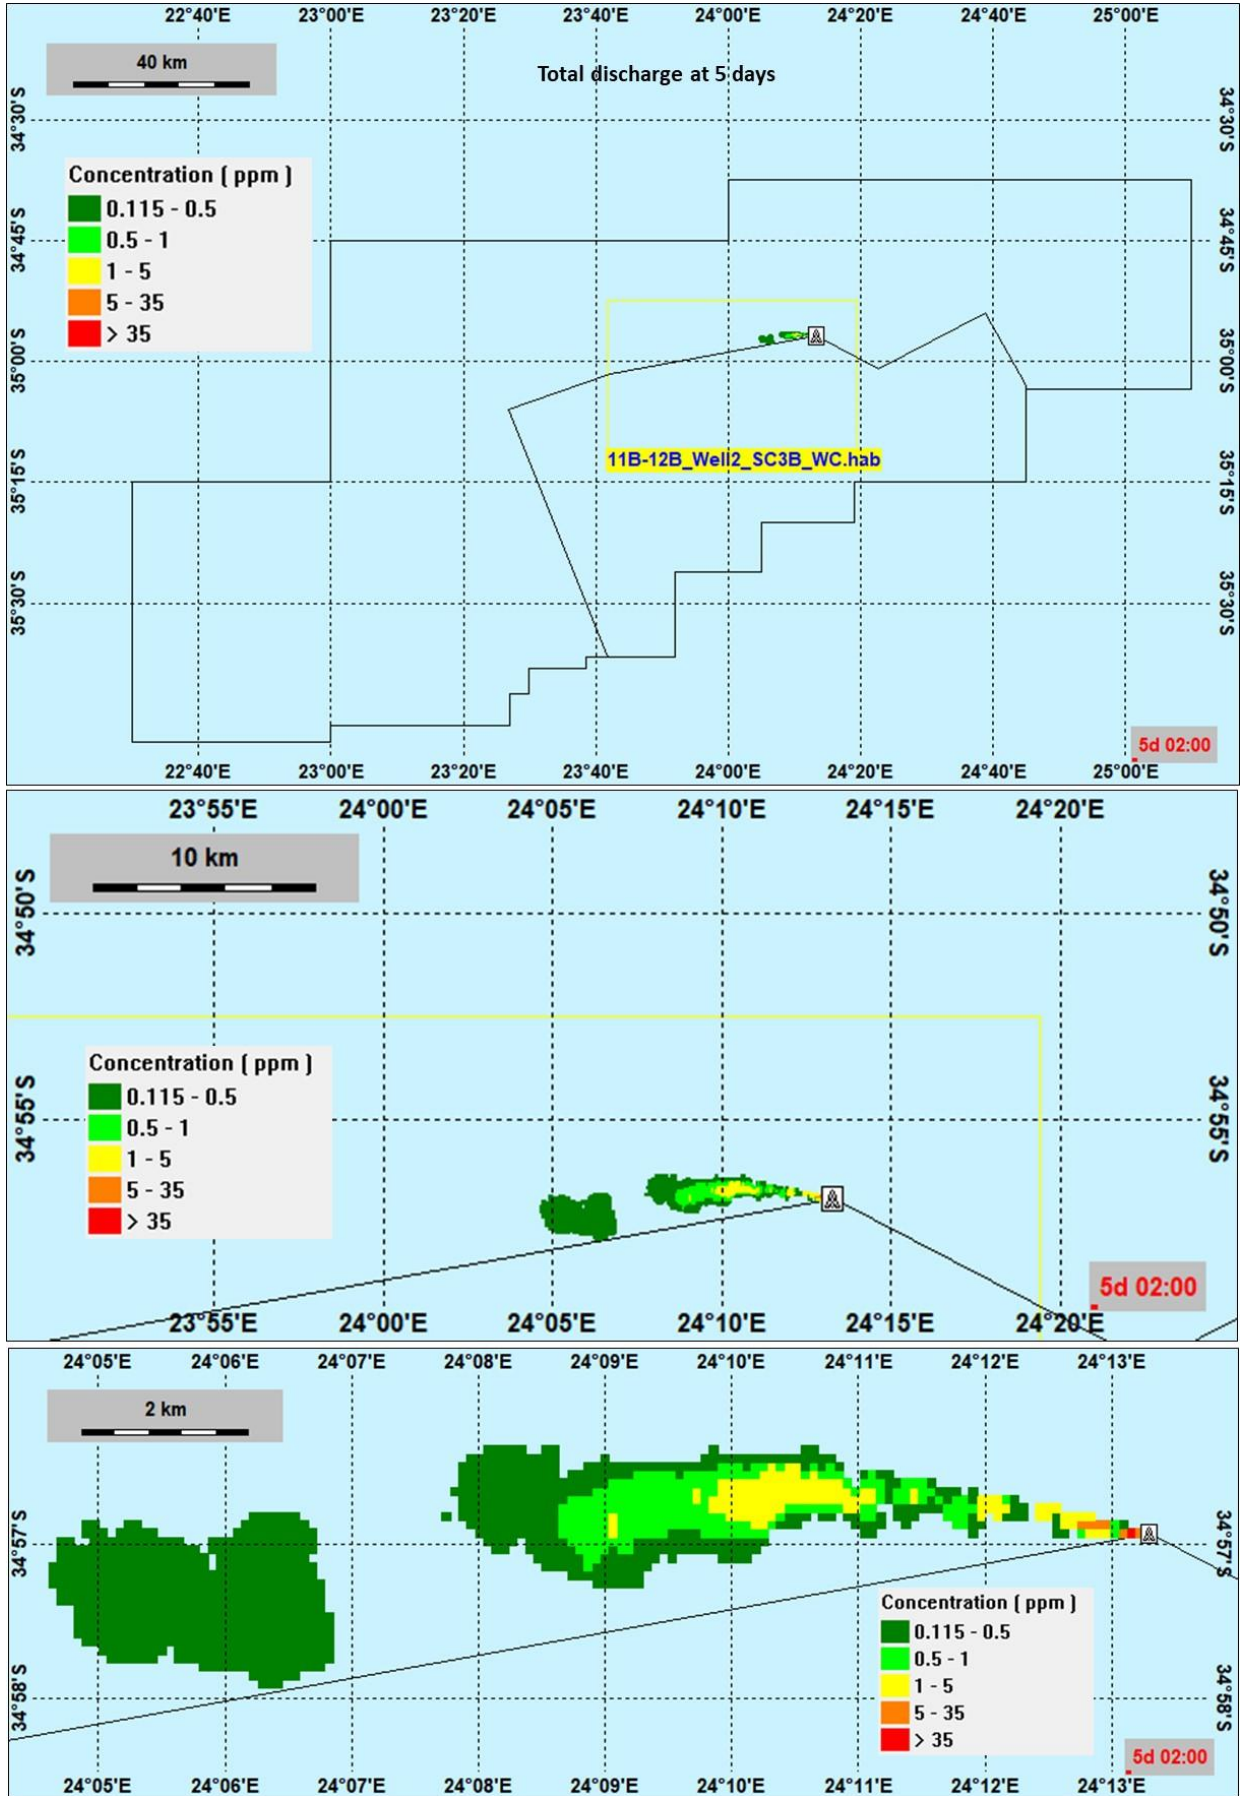 22°40'E 23°00'E 23°20'E 23°40'E 24°00'E 24°20'E 24°40'E 25°00'E
40 km
Total discharge at 5 days
34°30'S 34°30'S
Concentration ( ppm )
0.115 - 0.5
0.5 - 1
34°45'S 34°45'S
1 - 5
5 - 35
> 35
35°00'S 35°00'S
11B-12B_Well2_SC3B_WC.hab
35°15'S 35°15'S
35°30'S 35°30'S
5d 02:00
22°40'E 23°00'E 23°20'E 23°40'E 24°00'E 24°20'E 24°40'E 25°00'E
23°55'E 24°00'E 24°05'E 24°10'E 24°15'E 24°20'E
10 km
34°50'S 34°50'S
Concentration ( ppm )
0.115 - 0.5
34°55'S 34°55'S
0.5 - 1
1 - 5
5 - 35
> 35
5d 02:00
23°55'E 24°00'E 24°05'E 24°10'E 24°15'E 24°20'E
24°05'E 24°06'E 24°07'E 24°08'E 24°09'E 24°10'E 24°11'E 24°12'E 24°13'E
2 km
34°57'S 34°57'S
Concentration ( ppm )
0.115 - 0.5
0.5 - 1
1 - 5
34°58'S 34°58'S
5 - 35
> 35
5d 02:00
24°05'E 24°06'E 24°07'E 24°08'E 24°09'E 24°10'E 24°11'E 24°12'E 24°13'E